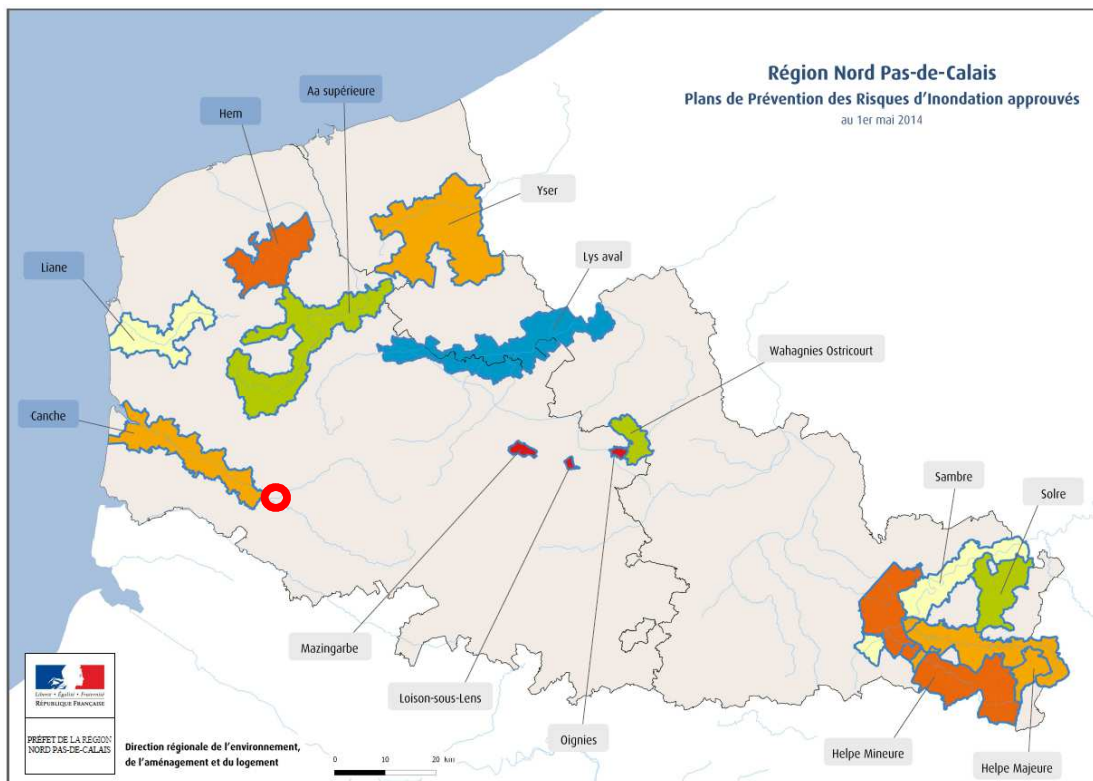 Région Nord Pas-de-Calais
Plans de Prévention des Risques d'Inondation approuvés
au 1er mai 2014
Aa supérieure
Hem
Yser
Lys aval
Liane
Wahagnies Ostricourt
Canche
Sambre
Solre
Mazingarbe
Loison-sous-Lens
Oignies
Helpe Mineure
Helpe Majeure
Liberté • Égalité • Fraternité
RÉPUBLIQUE FRANÇAISE
PRÉFET DE LA RÉGION
NORD PAS-DE-CALAIS
Direction régionale de l'environnement,
de l'aménagement et du logement
0 10 20 km